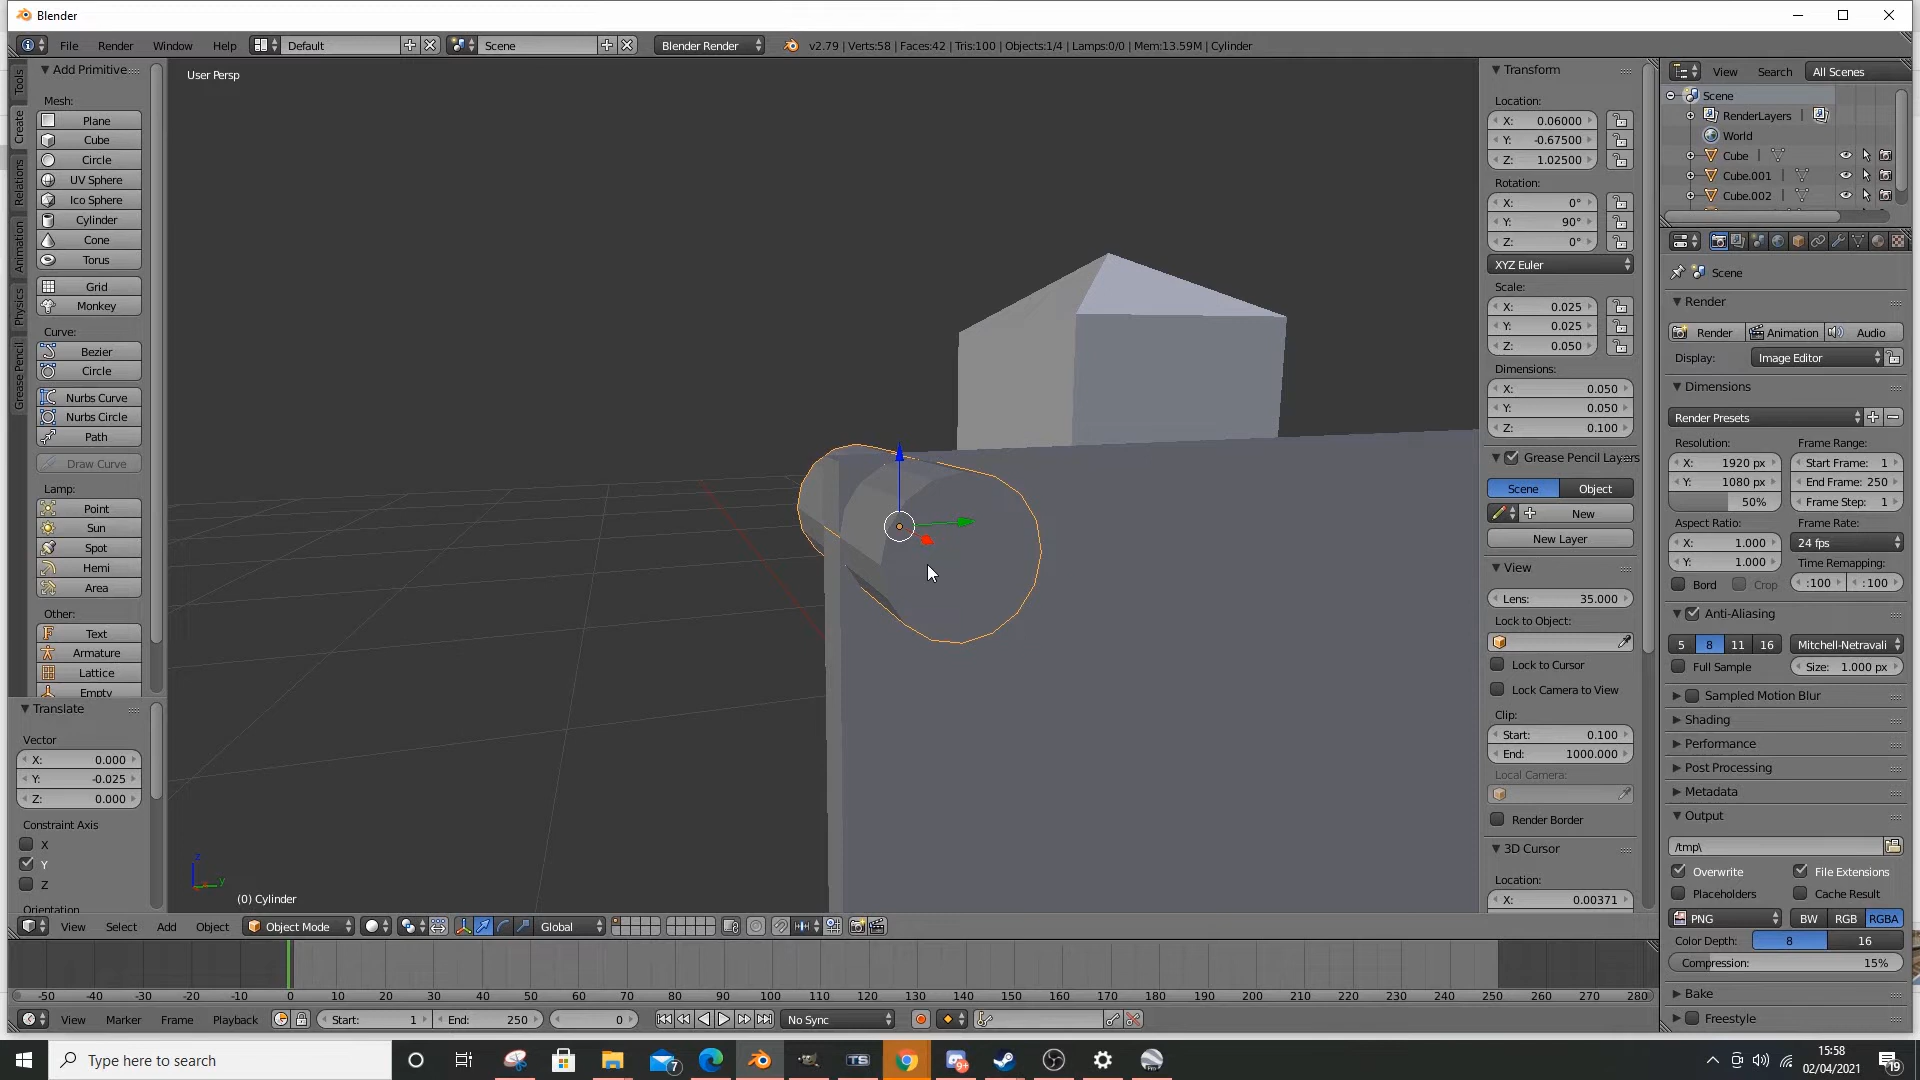 Blender
File Render Window Help Default Scene Blender Render v2.79 | Verts:58 | Faces:42 | Tris:100 | Objects:1/4 | Lamps:0/0 | Mem:13.59M | Cylinder
Tools
Create
Relations
Animation
Physics
Grease Pencil
Add Primitive
Mesh:
Plane
Cube
Circle
UV Sphere
Ico Sphere
Cylinder
Cone
Torus
Grid
Monkey
Curve:
Bezier
Circle
Nurbs Curve
Nurbs Circle
Path
Draw Curve
Lamp:
Point
Sun
Spot
Hemi
Area
Other:
Text
Armature
Lattice
Empty
Translate
Vector
X: 0.000
Y: -0.025
Z: 0.000
Constraint Axis
X
Y
Z
Orientation
User Persp
z
y
(0) Cylinder
Transform
Location:
X: 0.06000
Y: -0.67500
Z: 1.02500
Rotation:
X: 0°
Y: 90°
Z: 0°
XYZ Euler
Scale:
X: 0.025
Y: 0.025
Z: 0.050
Dimensions:
X: 0.050
Y: 0.050
Z: 0.100
Grease Pencil Layers
Scene Object
New
New Layer
View
Lens: 35.000
Lock to Object:
Lock to Cursor
Lock Camera to View
Clip:
Start: 0.100
End: 1000.000
Local Camera:
Render Border
3D Cursor
Location:
X: 0.00371
View Search All Scenes
Scene
RenderLayers
World
Cube
Cube.001
Cube.002
Scene
Render
Render Animation Audio
Display: Image Editor
Dimensions
Render Presets
Resolution: Frame Range:
X: 1920 px Start Frame: 1
Y: 1080 px End Frame: 250
50% Frame Step: 1
Aspect Ratio: Frame Rate:
X: 1.000 24 fps
Y: 1.000 Time Remapping:
Bord Crop :100 :100
Anti-Aliasing
5 8 11 16 Mitchell-Netravali
Full Sample Size: 1.000 px
Sampled Motion Blur
Shading
Performance
Post Processing
Metadata
Output
/tmp\
Overwrite File Extensions
Placeholders Cache Result
PNG BW RGB RGBA
Color Depth: 8 16
Compression: 15%
Bake
Freestyle
View Select Add Object Object Mode Global
-50 -40 -30 -20 -10 0 10 20 30 40 50 60 70 80 90 100 110 120 130 140 150 160 170 180 190 200 210 220 230 240 250 260 270 280
View Marker Frame Playback Start: 1 End: 250 0 No Sync
Type here to search
7
TS
9+
15:58
02/04/2021
19